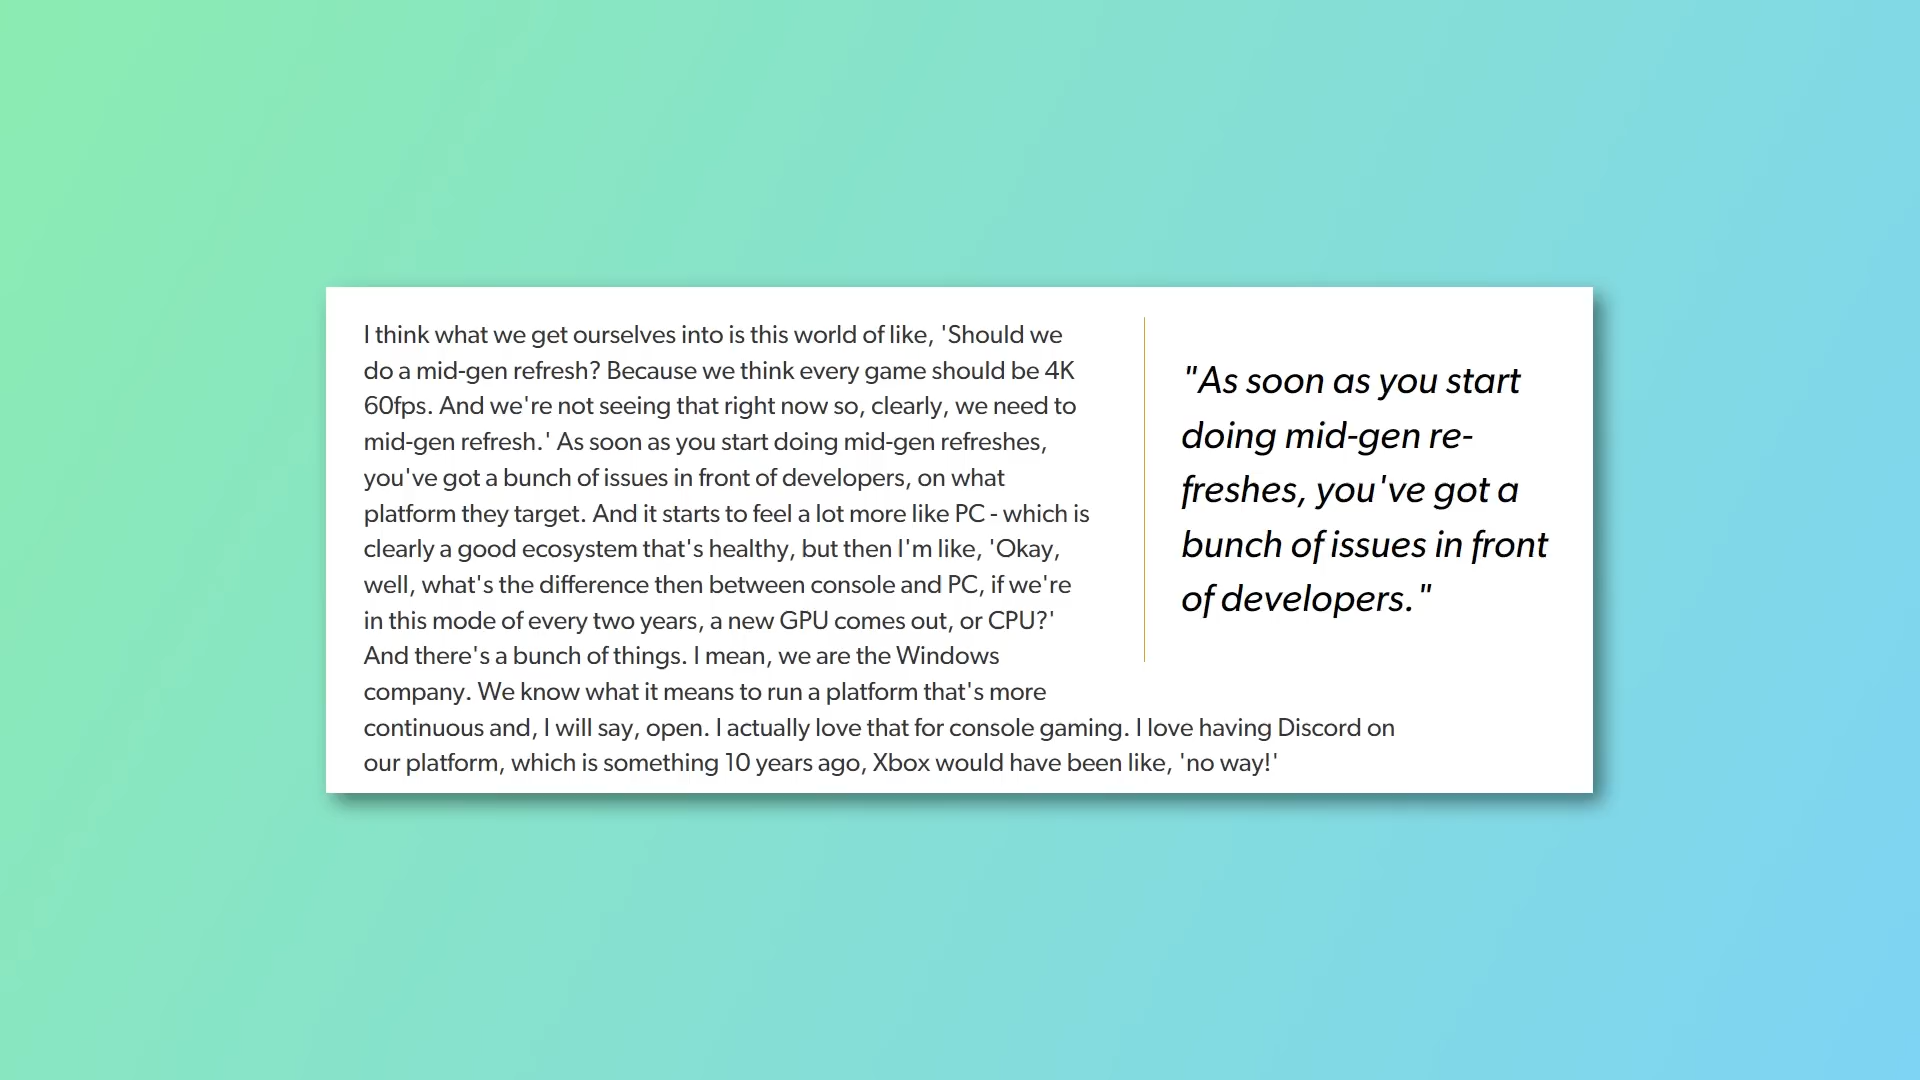 I think what we get ourselves into is this world of like, 'Should we
do a mid-gen refresh? Because we think every game should be 4K
60fps. And we're not seeing that right now so, clearly, we need to
mid-gen refresh.' As soon as you start doing mid-gen refreshes,
you've got a bunch of issues in front of developers, on what
platform they target. And it starts to feel a lot more like PC - which is
clearly a good ecosystem that's healthy, but then I'm like, 'Okay,
well, what's the difference then between console and PC, if we're
in this mode of every two years, a new GPU comes out, or CPU?'
And there's a bunch of things. I mean, we are the Windows
company. We know what it means to run a platform that's more
continuous and, I will say, open. I actually love that for console gaming. I love having Discord on
our platform, which is something 10 years ago, Xbox would have been like, 'no way!'
"As soon as you start
doing mid-gen re-
freshes, you've got a
bunch of issues in front
of developers."